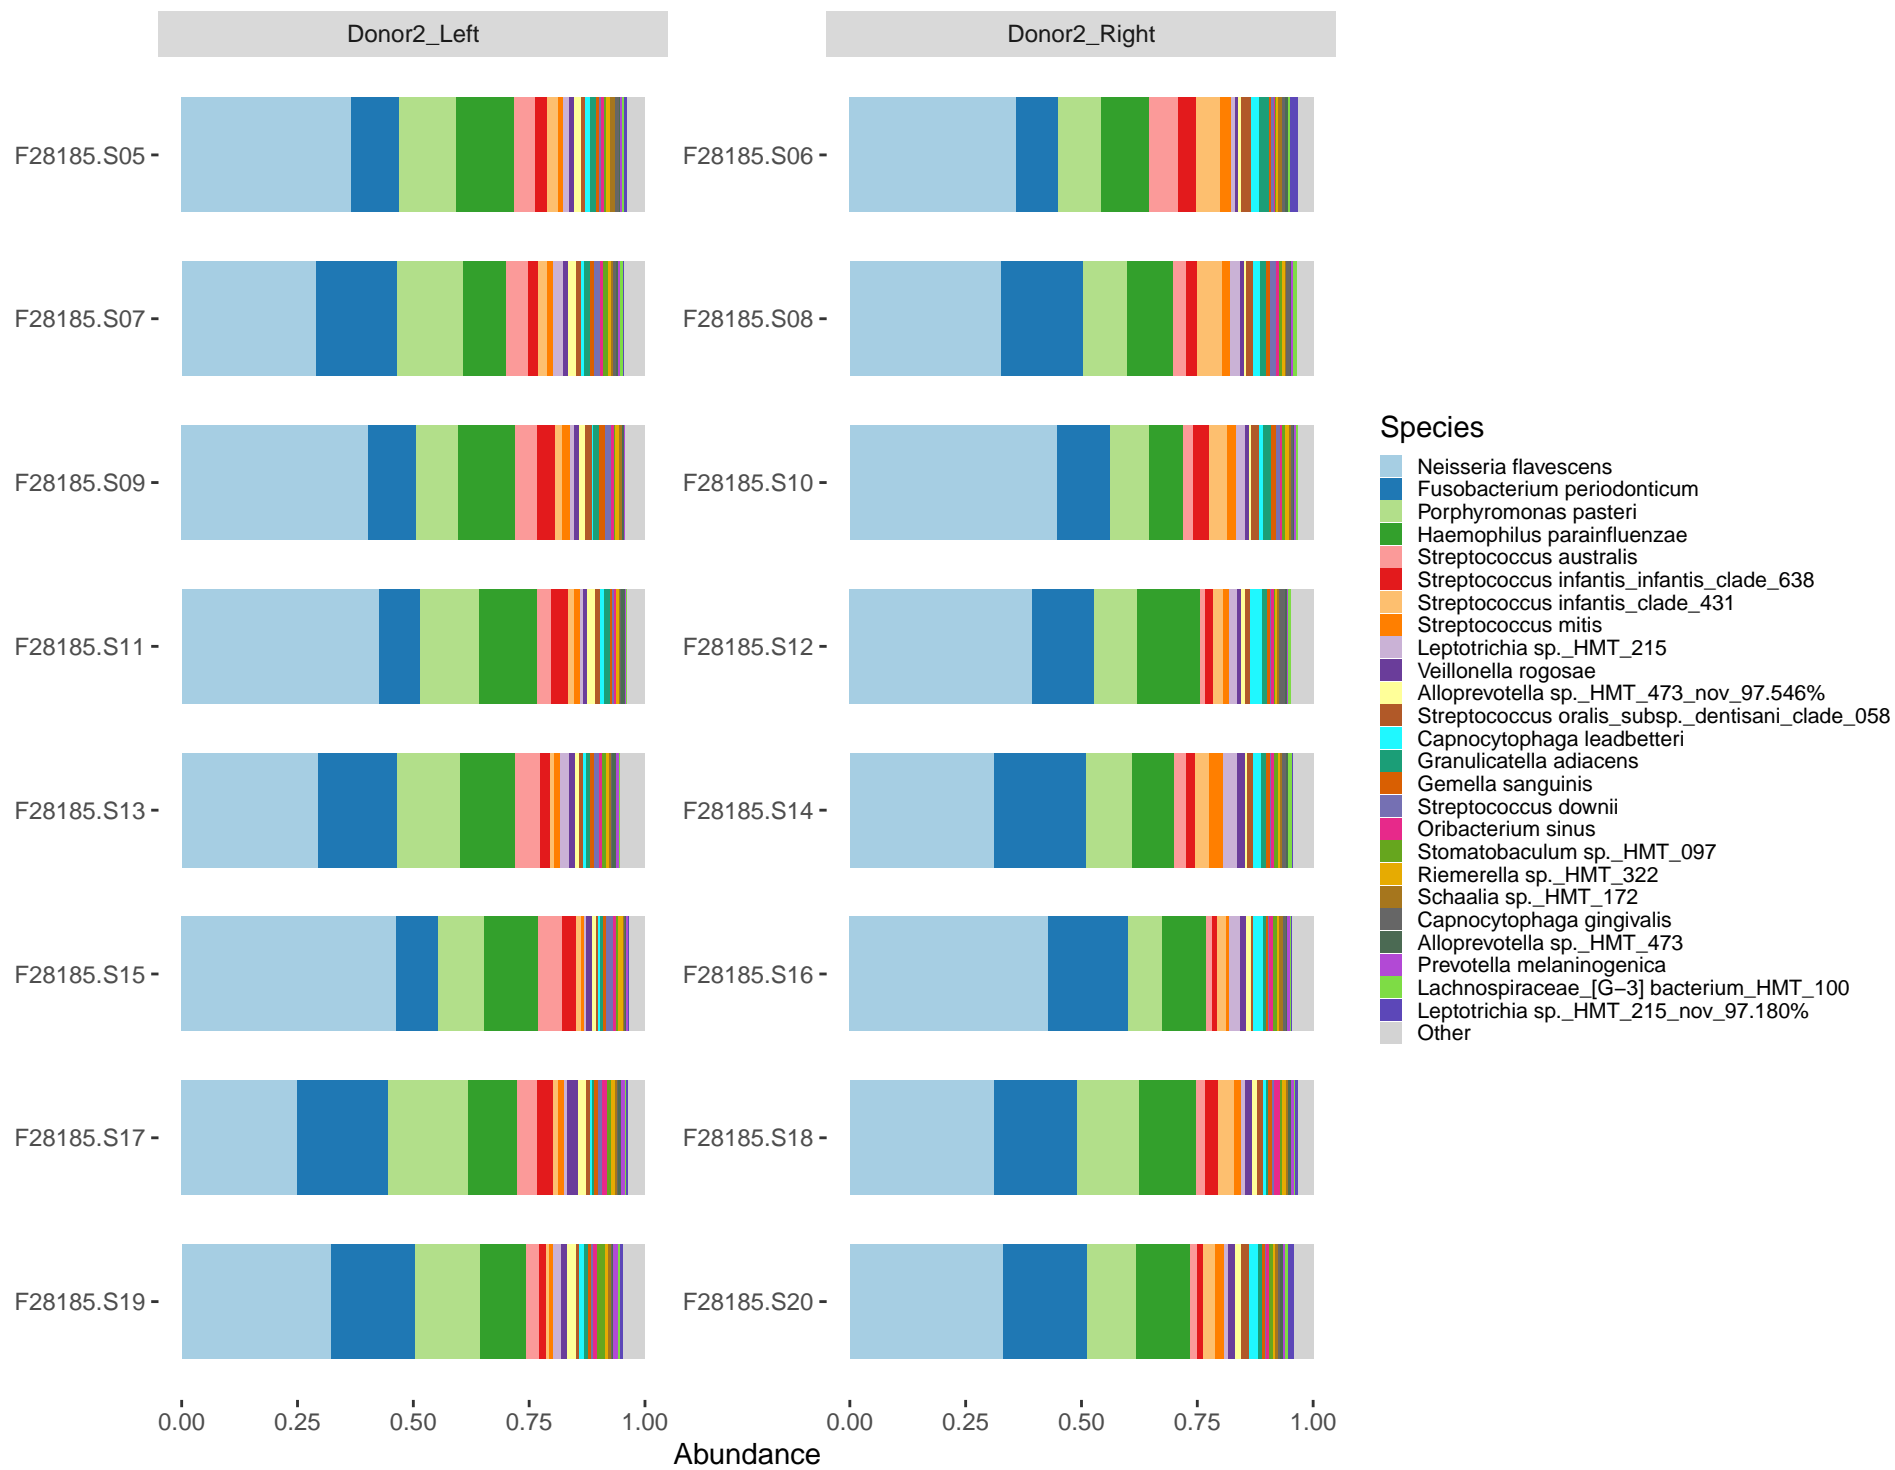 Donor2_Left
Donor2_Right
F28185.S05
F28185.S06
F28185.S07
F28185.S08
F28185.S09
F28185.S10
F28185.S11
F28185.S12
F28185.S13
F28185.S14
F28185.S15
F28185.S16
F28185.S17
F28185.S18
F28185.S19
F28185.S20
0.00 0.25 0.50 0.75 1.00
0.00 0.25 0.50 0.75 1.00
Abundance
Species
Neisseria flavescens
Fusobacterium periodonticum
Porphyromonas pasteri
Haemophilus parainfluenzae
Streptococcus australis
Streptococcus infantis_infantis_clade_638
Streptococcus infantis_clade_431
Streptococcus mitis
Leptotrichia sp._HMT_215
Veillonella rogosae
Alloprevotella sp._HMT_473_nov_97.546%
Streptococcus oralis_subsp._dentisani_clade_058
Capnocytophaga leadbetteri
Granulicatella adiacens
Gemella sanguinis
Streptococcus downii
Oribacterium sinus
Stomatobaculum sp._HMT_097
Riemerella sp._HMT_322
Schaalia sp._HMT_172
Capnocytophaga gingivalis
Alloprevotella sp._HMT_473
Prevotella melaninogenica
Lachnospiraceae_[G−3] bacterium_HMT_100
Leptotrichia sp._HMT_215_nov_97.180%
Other